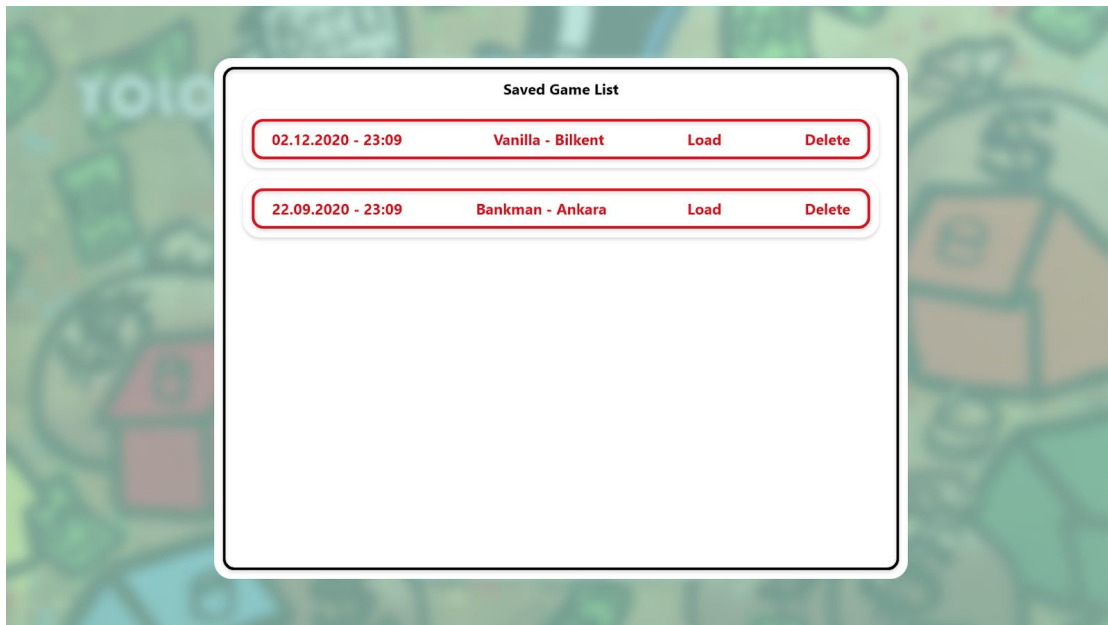 Saved Game List
02.12.2020 - 23:09 Vanilla - Bilkent Load Delete
22.09.2020 - 23:09 Bankman - Ankara Load Delete